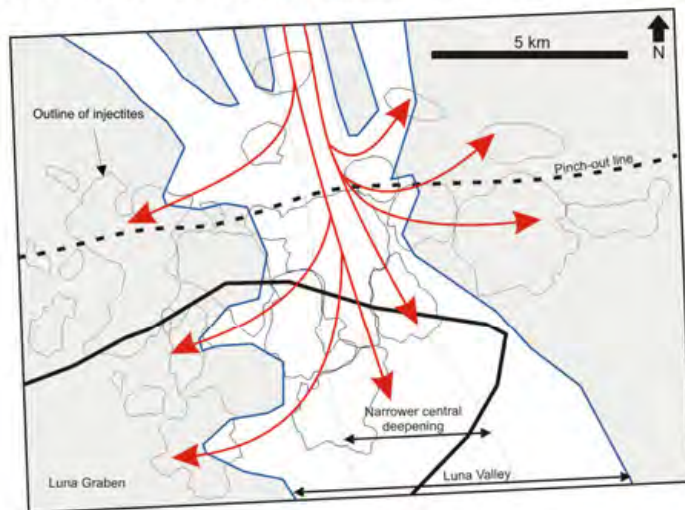 5 km
N
Outline of injectites
Pinch-out line
Narrower central
deepening
Luna Valley
Luna Graben